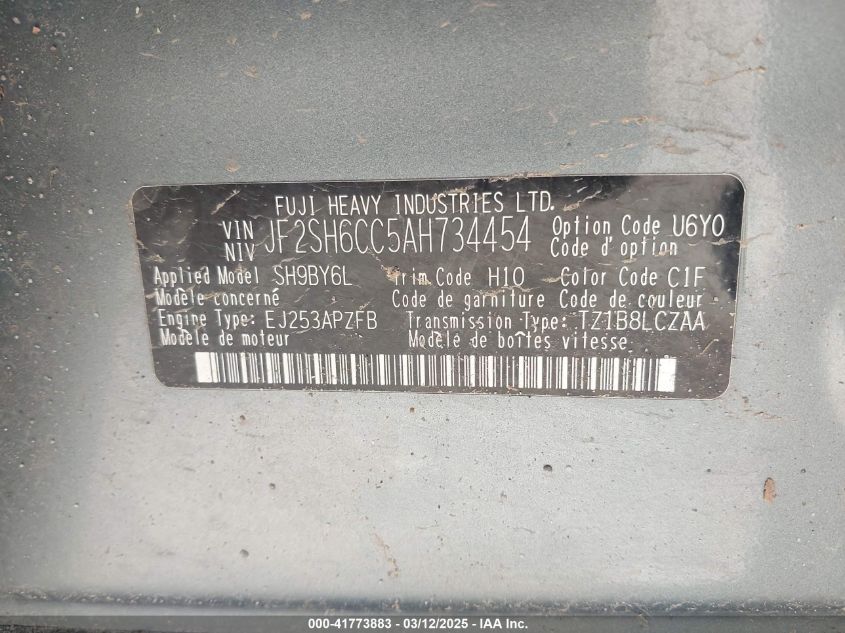 FUJI HEAVY INDUSTRIES LTD.
VIN NIV JF2SH6CC5AH734454 Option Code U6Y0
Code d'option
Applied Model SH9BY6L Trim Code H10 Color Code C1F
Modèle concerné Code de garniture Code de couleur
Engine Type: EJ253APZFB Transmission Type: TZ1B8LCZAA
Modèle de moteur Modèle de boîtes vitesse
000-41773883 - 03/12/2025 - IAA Inc.